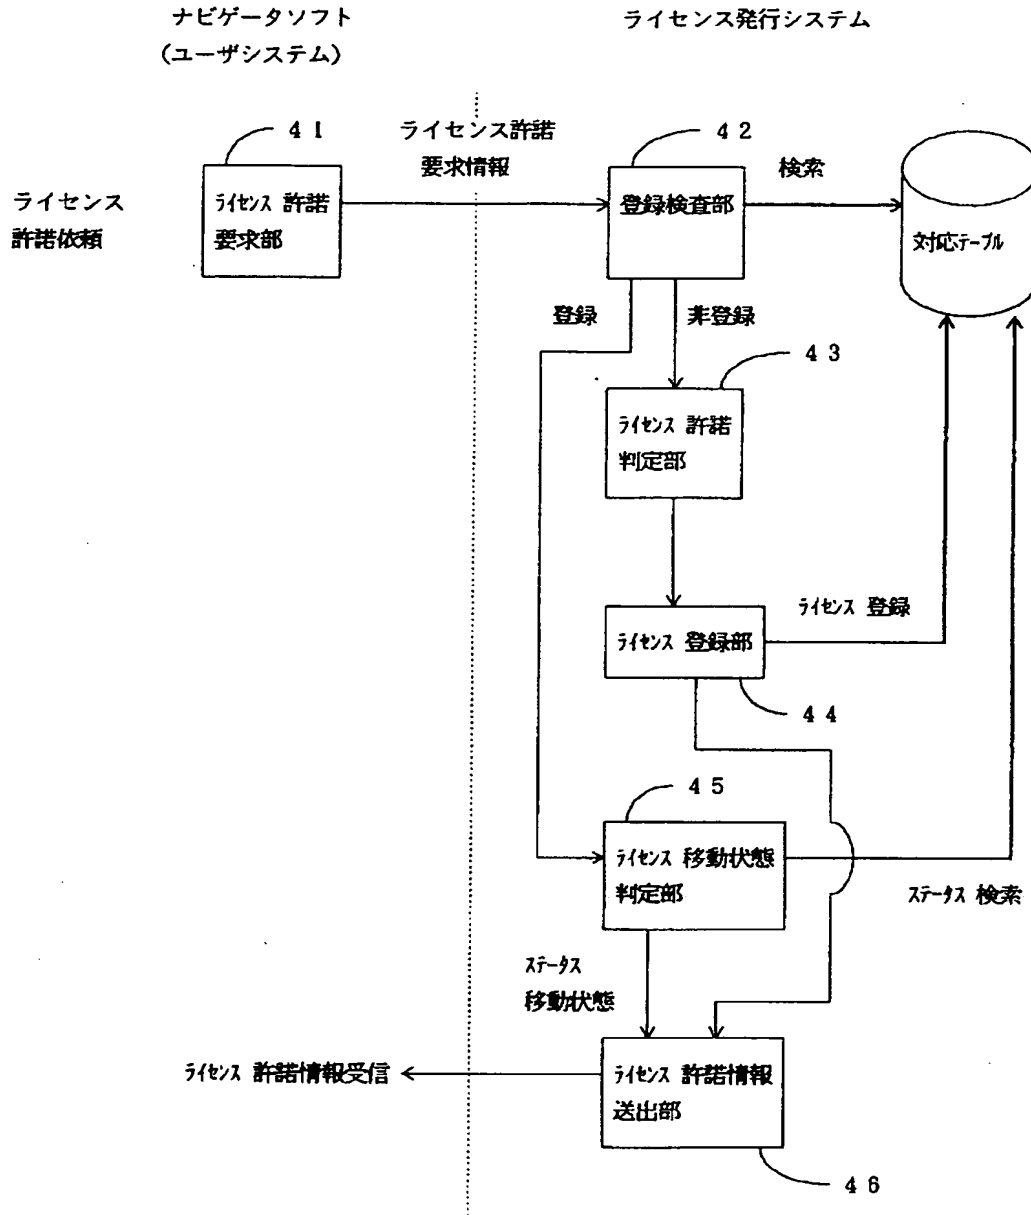 ナビゲータソフト
(ユーザシステム)
ライセンス発行システム
41
ライセンス許諾
要求情報
42
検索
ライセンス
許諾依頼
ﾗｲｾﾝｽ 許諾
要求部
登録検査部
対応ﾃｰﾌﾞﾙ
登録
非登録
43
ﾗｲｾﾝｽ 許諾
判定部
ﾗｲｾﾝｽ 登録
ﾗｲｾﾝｽ 登録部
44
45
ﾗｲｾﾝｽ 移動状態
判定部
ｽﾃｰﾀｽ 検索
ｽﾃｰﾀｽ
移動状態
ﾗｲｾﾝｽ 許諾情報受信
ﾗｲｾﾝｽ 許諾情報
送出部
46